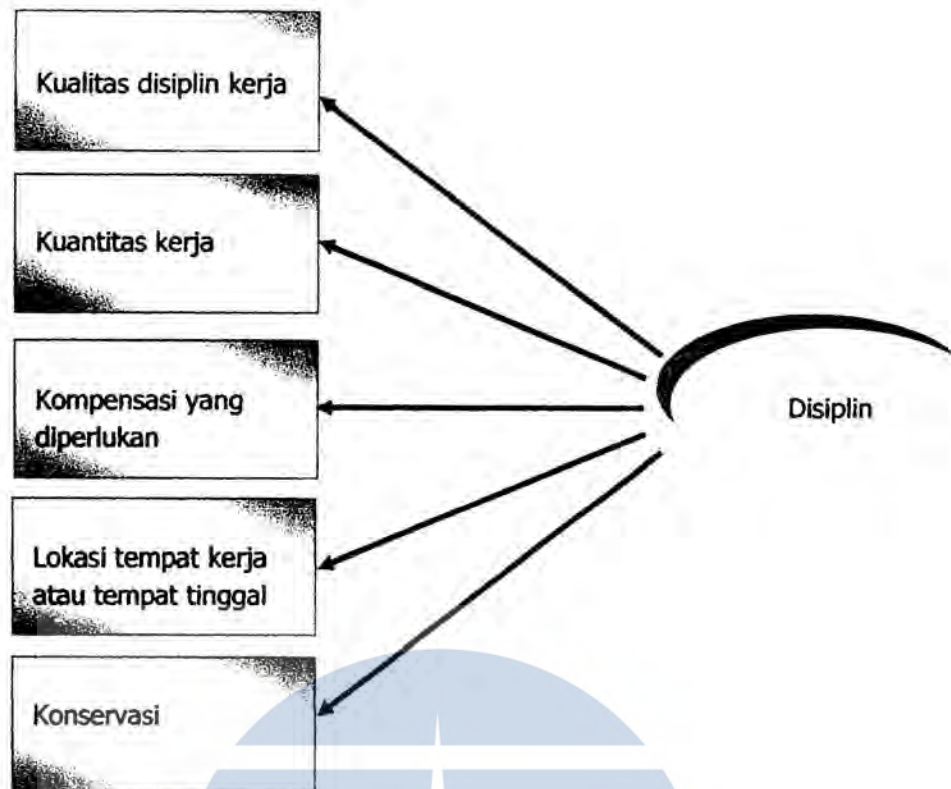 Kualitas disiplin kerja
Kuantitas kerja
Kompensasi yang
diperlukan
Disiplin
Lokasi tempat kerja
atau tempat tinggal
Konservasi